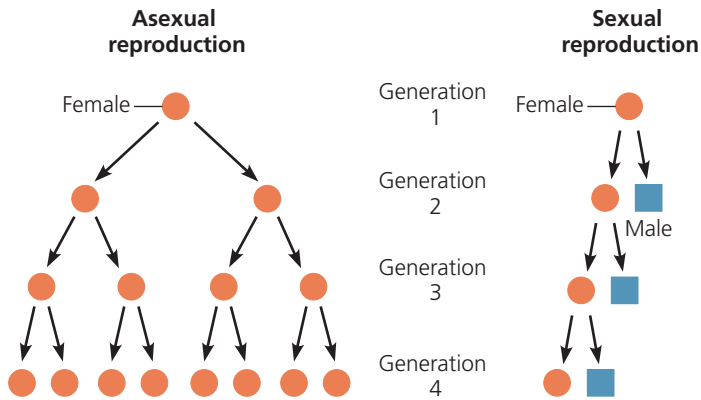 Asexual
reproduction
Sexual
reproduction
Female
Generation
1
Female
Generation
2
Male
Generation
3
Generation
4